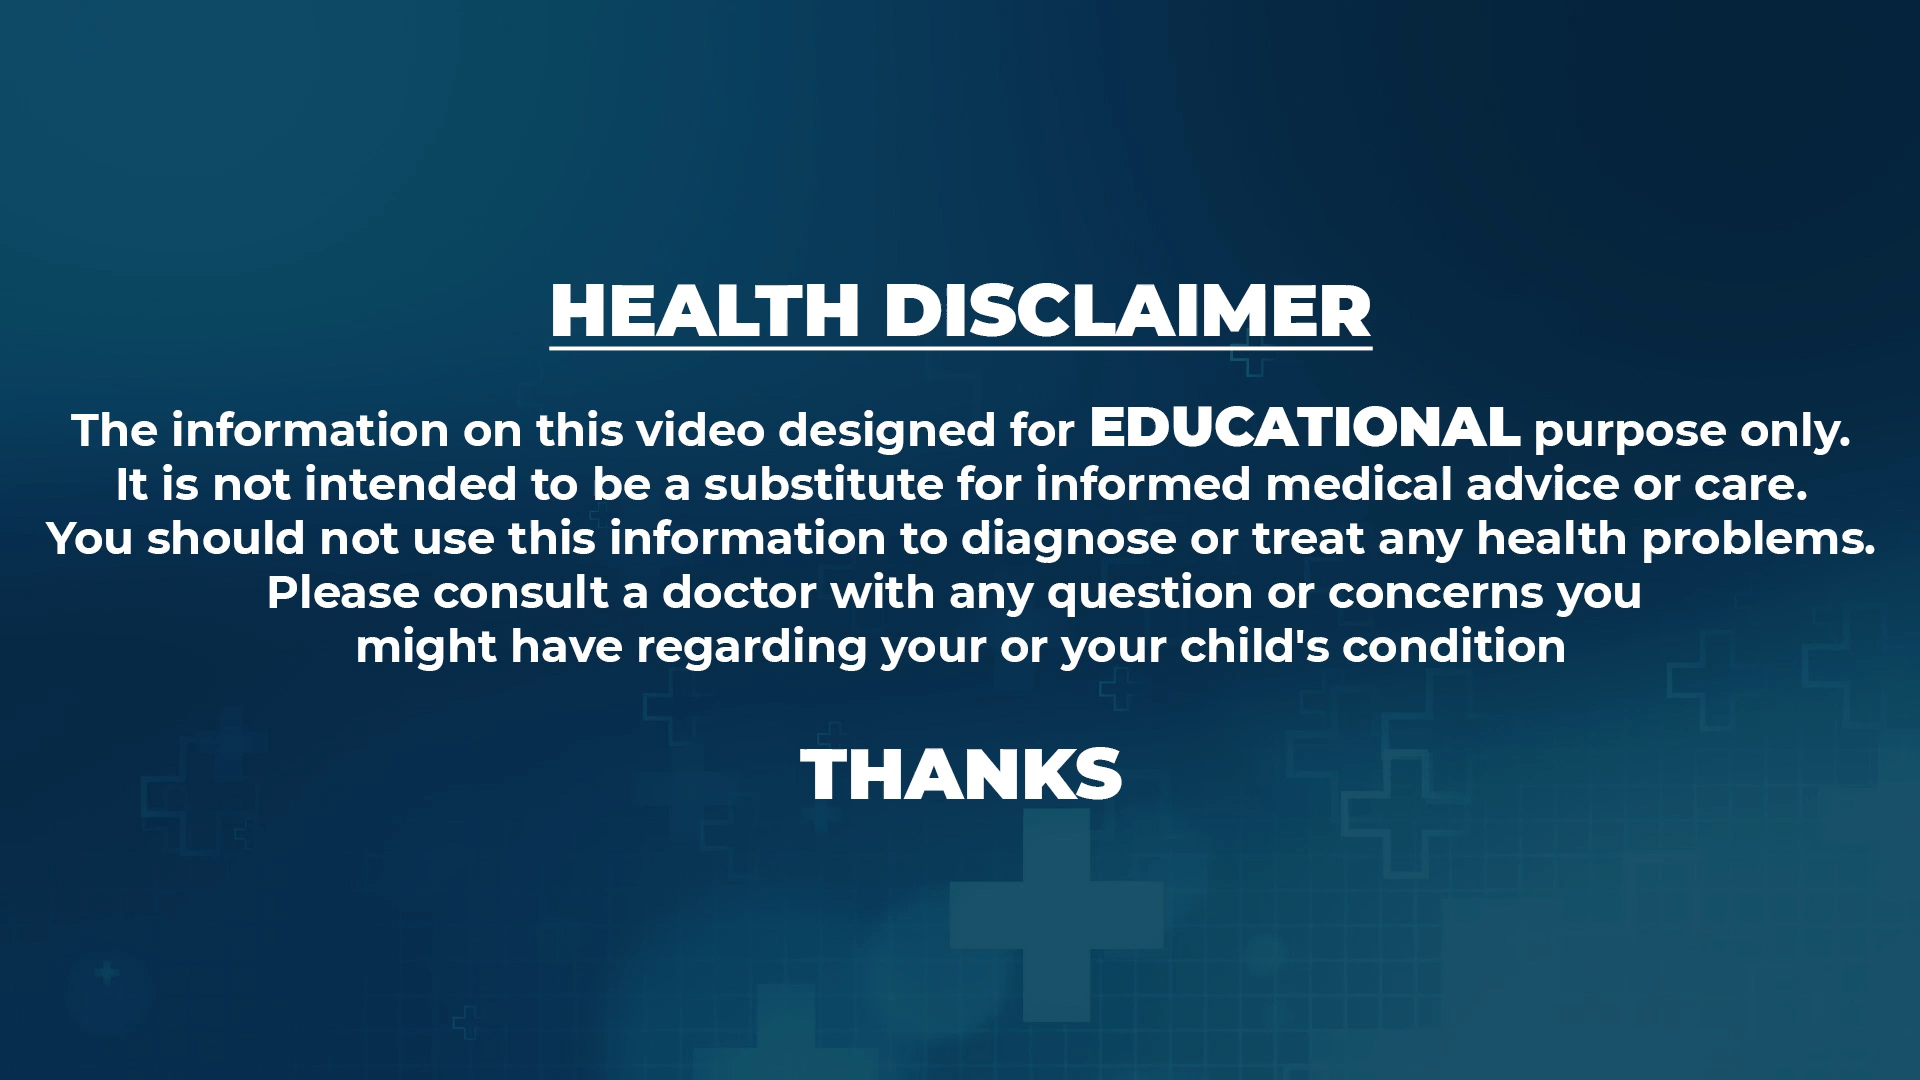 HEALTH DISCLAIMER
The information on this video designed for EDUCATIONAL purpose only.
It is not intended to be a substitute for informed medical advice or care.
You should not use this information to diagnose or treat any health problems.
Please consult a doctor with any question or concerns you
might have regarding your or your child's condition
THANKS